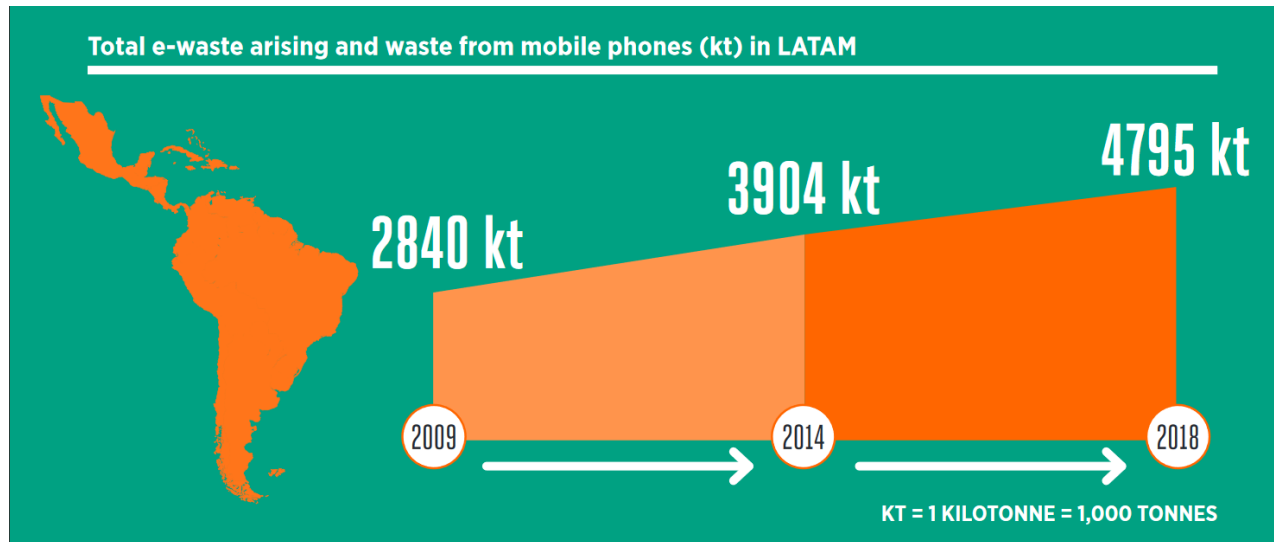 Total e-waste arising and waste from mobile phones (kt) in LATAM
2840 kt
3904 kt
4795 kt
2009
2014
2018
KT = 1 KILOTONNE = 1,000 TONNES